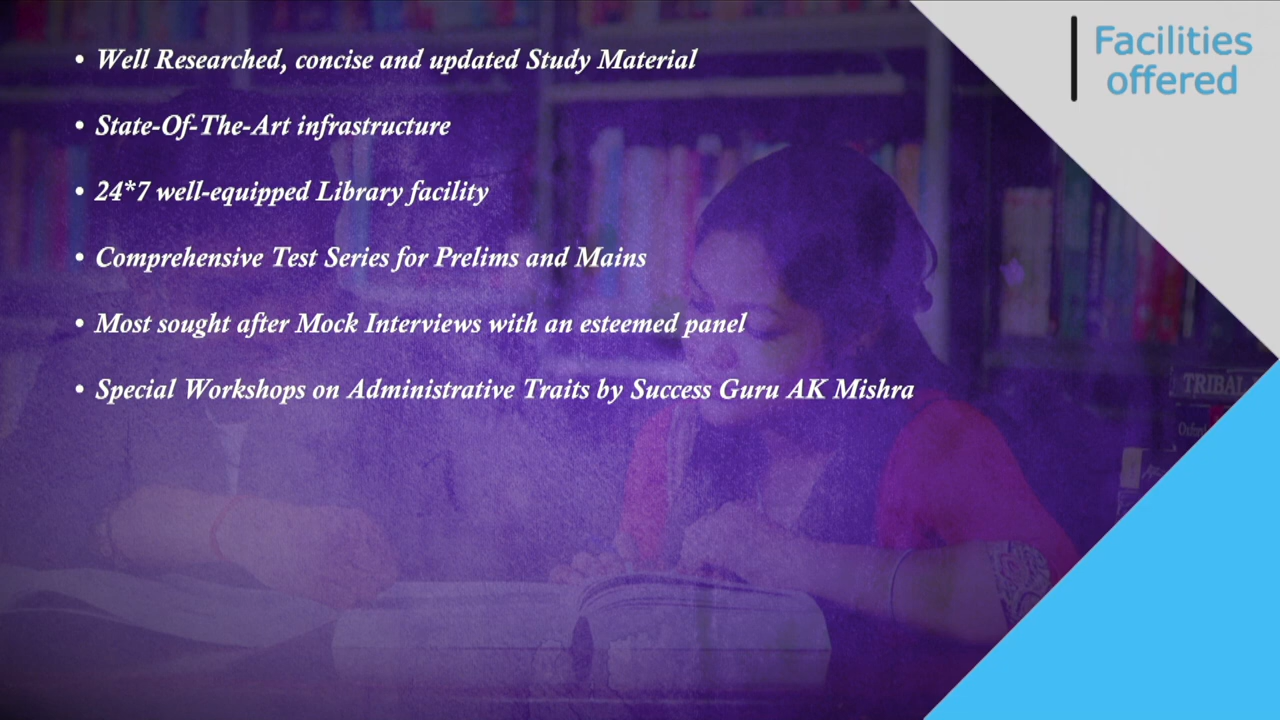 Facilities
offered
• Well Researched, concise and updated Study Material
• State-Of-The-Art infrastructure
• 24*7 well-equipped Library facility
• Comprehensive Test Series for Prelims and Mains
• Most sought after Mock Interviews with an esteemed panel
• Special Workshops on Administrative Traits by Success Guru AK Mishra
TRIBAL
Oxford